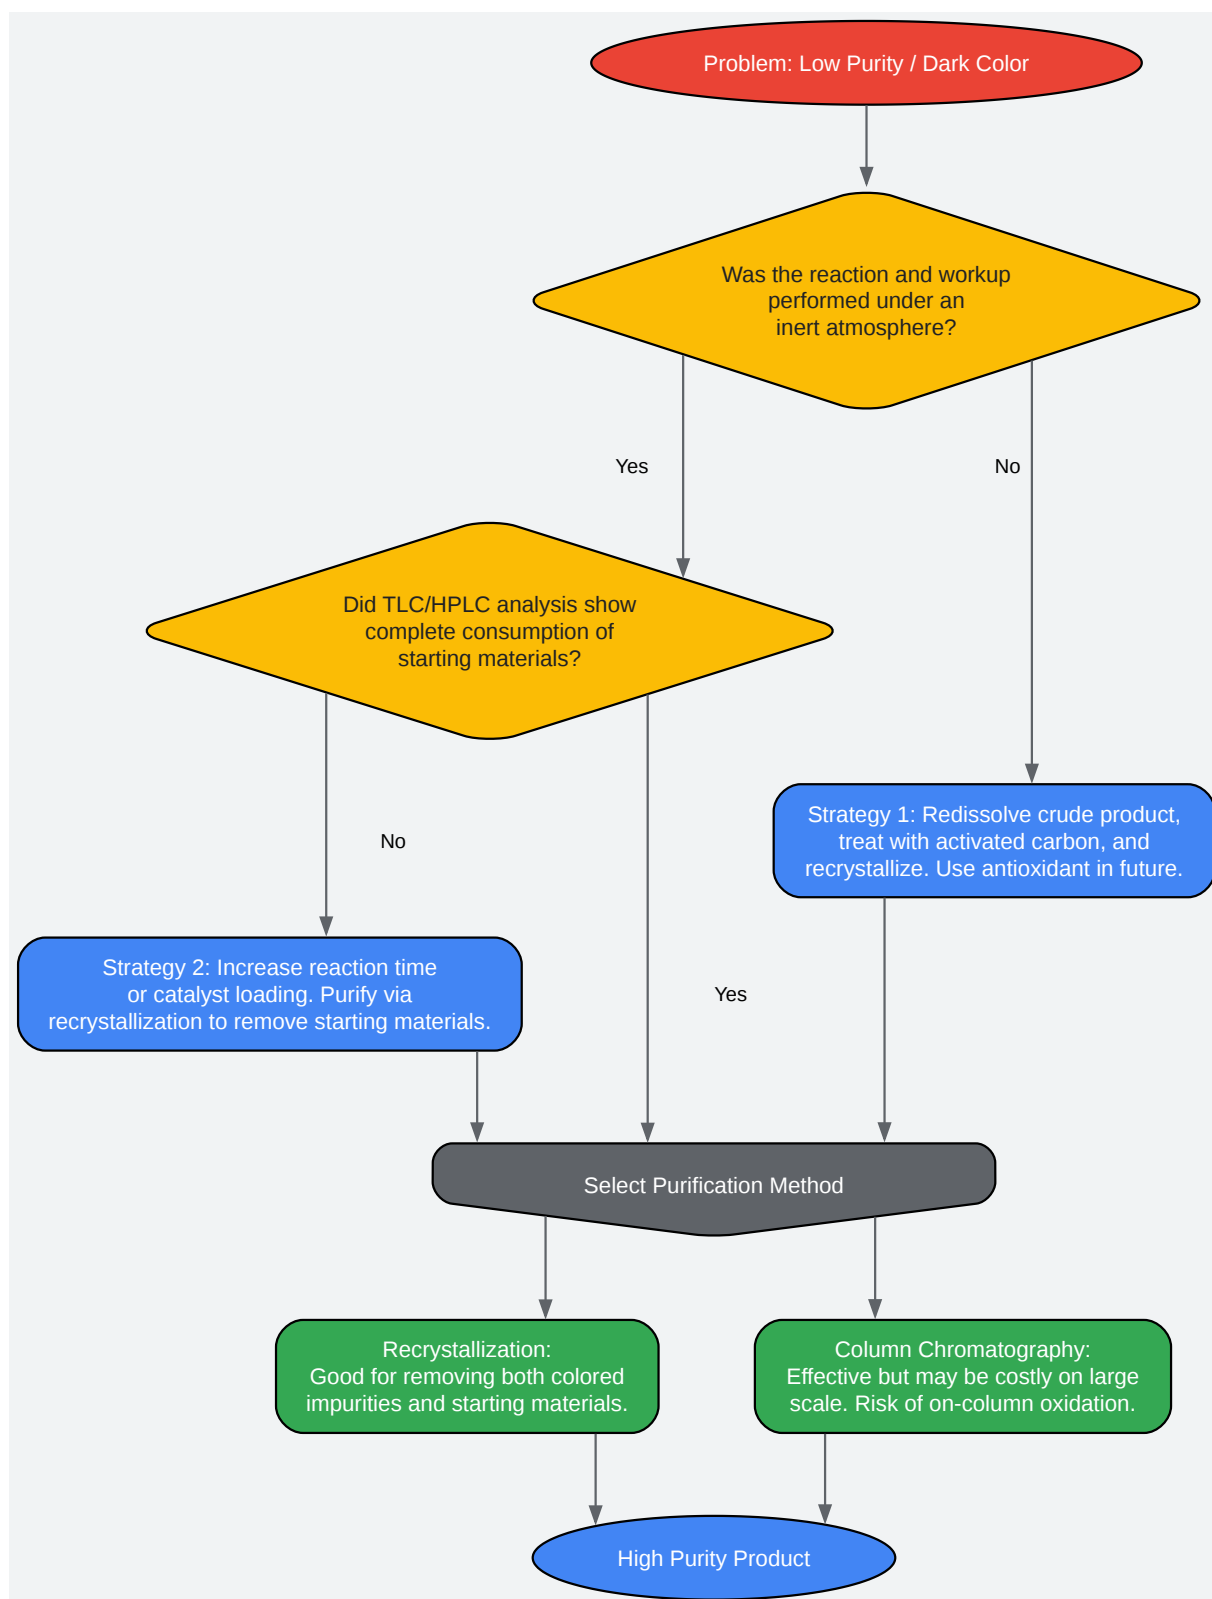 Problem: Low Purity / Dark Color
Was the reaction and workup
performed under an
inert atmosphere?
Yes
No
Did TLC/HPLC analysis show
complete consumption of
starting materials?
Strategy 1: Redissolve crude product,
treat with activated carbon, and
recrystallize. Use antioxidant in future.
No
Strategy 2: Increase reaction time
or catalyst loading. Purify via
recrystallization to remove starting materials.
Yes
Select Purification Method
Recrystallization:
Good for removing both colored
impurities and starting materials.
Column Chromatography:
Effective but may be costly on large
scale. Risk of on-column oxidation.
High Purity Product